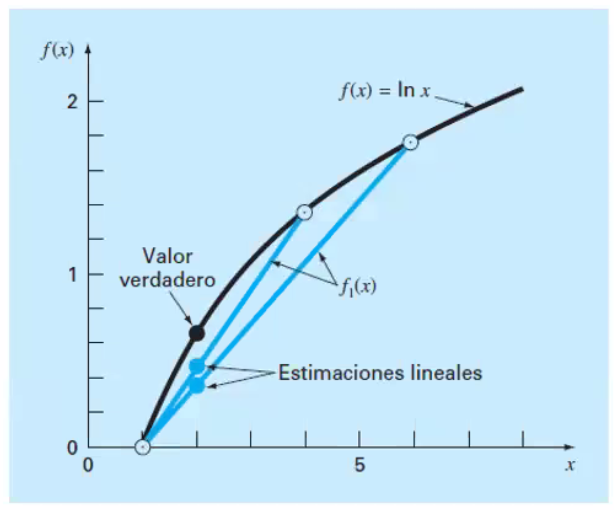 f(x)
2
f(x) = ln x
Valor
verdadero
1
f₁(x)
Estimaciones lineales
0
0
5
x